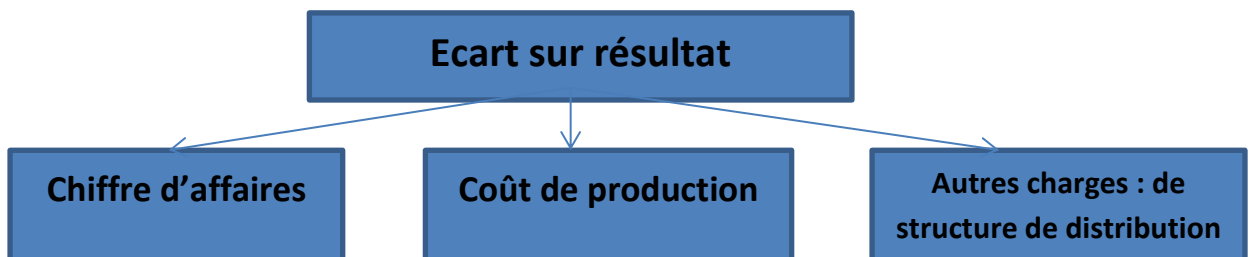 Ecart sur résultat
Chiffre d’affaires
Coût de production
Autres charges : de
structure de distribution